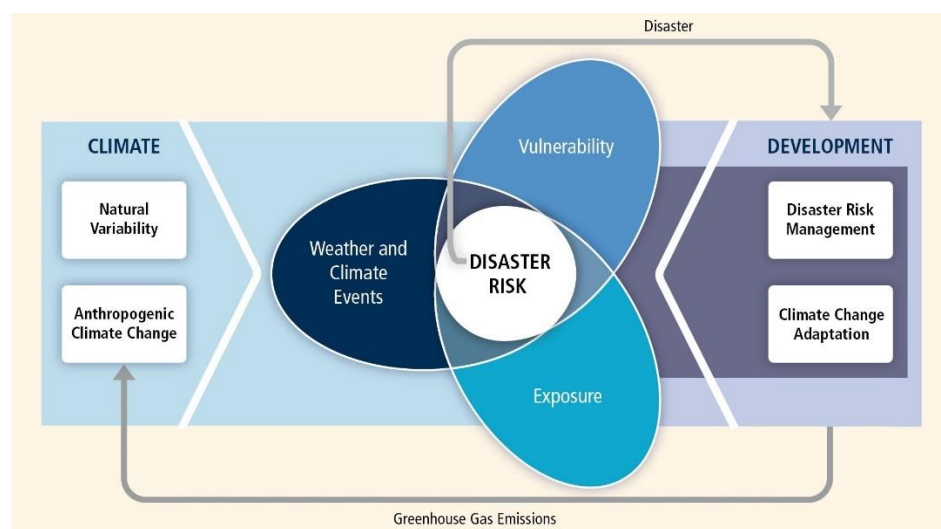 Disaster
CLIMATE
Natural
Variability
Anthropogenic
Climate Change
Vulnerability
Weather and
Climate
Events
DISASTER
RISK
Exposure
DEVELOPMENT
Disaster Risk
Management
Climate Change
Adaptation
Greenhouse Gas Emissions